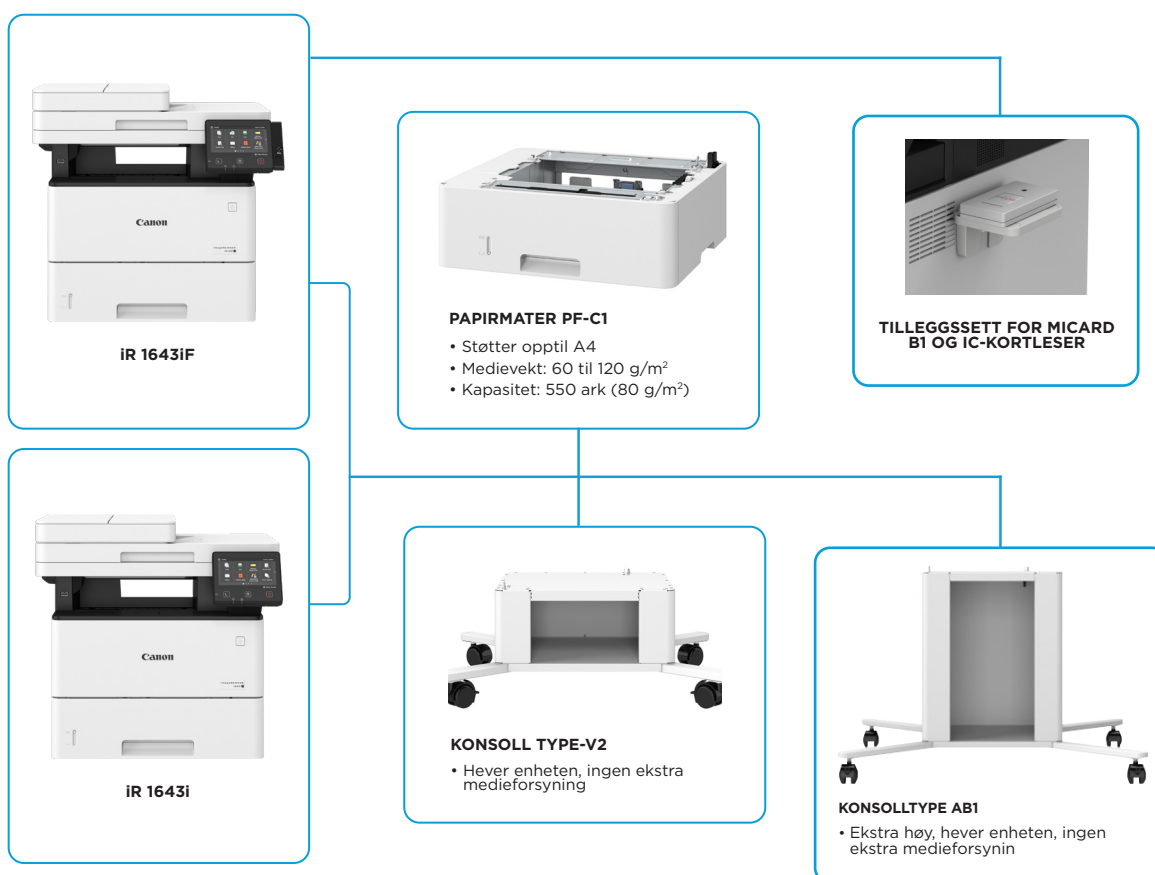 Canon
iR 1643iF
PAPIRMATER PF-C1
• Støtter opptil A4
• Medievekt: 60 til 120 g/m²
• Kapasitet: 550 ark (80 g/m²)
TILLEGGSSETT FOR MICARD
B1 OG IC-KORTLESER
Canon
iR 1643i
KONSOLL TYPE-V2
• Hever enheten, ingen ekstra
medieforsyning
KONSOLLTYPE AB1
• Ekstra høy, hever enheten, ingen
ekstra medieforsynin